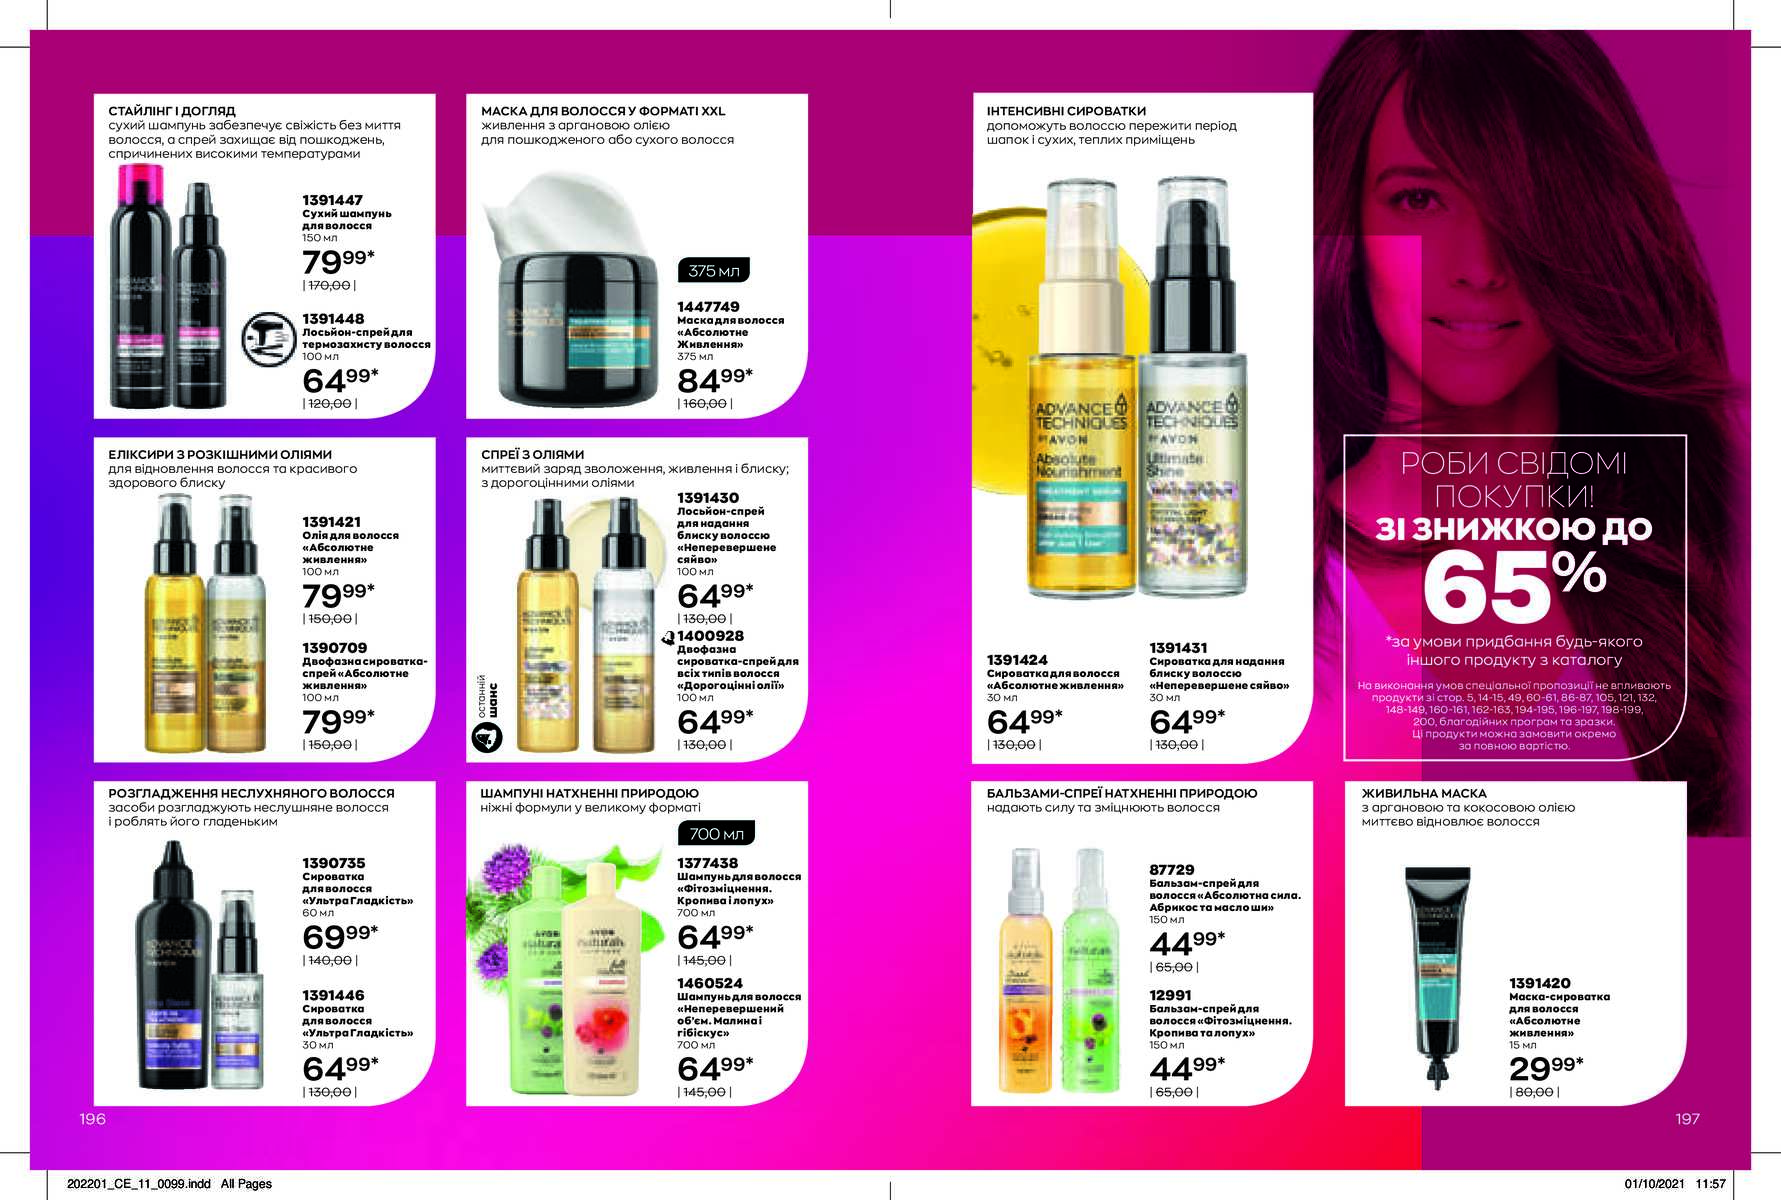 СТАЙЛІНГ І ДОГЛЯД
сухий шампунь забезпечує свіжість без миття
волосся, а спрей захищає від пошкоджень,
спричинених високими температурами
1391447
Сухий шампунь
для волосся
150 мл
79 99*
| 170,00 |
1391448
Лосьйон-спрей для
термозахисту волосся
100 мл
64 99*
| 120,00 |
МАСКА ДЛЯ ВОЛОССЯ У ФОРМАТІ XXL
живлення з аргановою олією
для пошкодженого або сухого волосся
375 мл
1447749
Маска для волосся
«Абсолютне
Живлення»
375 мл
84 99*
| 160,00 |
ЕЛІКСИРИ З РОЗКІШНИМИ ОЛІЯМИ
для відновлення волосся та красивого
здорового блиску
1391421
Олія для волосся
«Абсолютне
живлення»
100 мл
79 99*
| 150,00 |
1390709
Двофазна сироватка-
спрей «Абсолютне
живлення»
100 мл
79 99*
| 150,00 |
СПРЕЇ З ОЛІЯМИ
миттєвий заряд зволоження, живлення і блиску;
з дорогоцінними оліями
1391430
Лосьйон-спрей
для надання
блиску волоссю
«Неперевершене
сяйво»
100 мл
64 99*
| 130,00 |
1400928
Двофазна
сироватка-спрей для
всіх типів волосся
«Дорогоцінні олії»
100 мл
64 99*
| 130,00 |
останній
шанс
РОЗГЛАДЖЕННЯ НЕСЛУХНЯНОГО ВОЛОССЯ
засоби розгладжують неслушняне волосся
і роблять його гладеньким
1390735
Сироватка
для волосся
«Ультра Гладкість»
60 мл
69 99*
| 140,00 |
1391446
Сироватка
для волосся
«Ультра Гладкість»
30 мл
64 99*
| 130,00 |
ШАМПУНІ НАТХНЕННІ ПРИРОДОЮ
ніжні формули у великому форматі
700 мл
1377438
Шампунь для волосся
«Фітозміцнення.
Кропива і лопух»
700 мл
64 99*
| 145,00 |
1460524
Шампунь для волосся
«Неперевершений
об'єм. Малина і
гібіскус»
700 мл
64 99*
| 145,00 |
196
ІНТЕНСИВНІ СИРОВАТКИ
допоможуть волоссю пережити період
шапок і сухих, теплих приміщень
ADVANCE
TECHNIQUES
BY AVON
Absolute
Nourishment
TREATMENT SERUM
ADVANCE
TECHNIQUES
BY AVON
Ultimate
Shine
1391424
Сироватка для волосся
«Абсолютне живлення»
30 мл
64 99*
| 130,00 |
1391431
Сироватка для надання
блиску волоссю
«Неперевершене сяйво»
30 мл
64 99*
| 130,00 |
РОБИ СВІДОМІ
ПОКУПКИ!
ЗІ ЗНИЖКОЮ ДО
65%
*за умови придбання будь-якого
іншого продукту з каталогу
На виконання умов спеціальної пропозиції не впливають
продукти зі стор. 5, 14-15, 49, 60-61, 86-87, 105, 121, 132,
148-149, 160-161, 162-163, 194-195, 196-197, 198-199,
200, благодійних програм та зразки.
Ці продукти можна замовити окремо
за повною вартістю.
БАЛЬЗАМИ-СПРЕЇ НАТХНЕННІ ПРИРОДОЮ
надають силу та зміцнюють волосся
87729
Бальзам-спрей для
волосся «Абсолютна сила.
Абрикос та масло ши»
150 мл
44 99*
| 65,00 |
12991
Бальзам-спрей для
волосся «Фітозміцнення.
Кропива та лопух»
150 мл
44 99*
| 65,00 |
ЖИВИЛЬНА МАСКА
з аргановою та кокосовою олією
миттєво відновлює волосся
1391420
Маска-сироватка
для волосся
«Абсолютне
живлення»
15 мл
29 99*
| 80,00 |
197
202201_CE_11_0099.indd   All Pages
01/10/2021   11:57